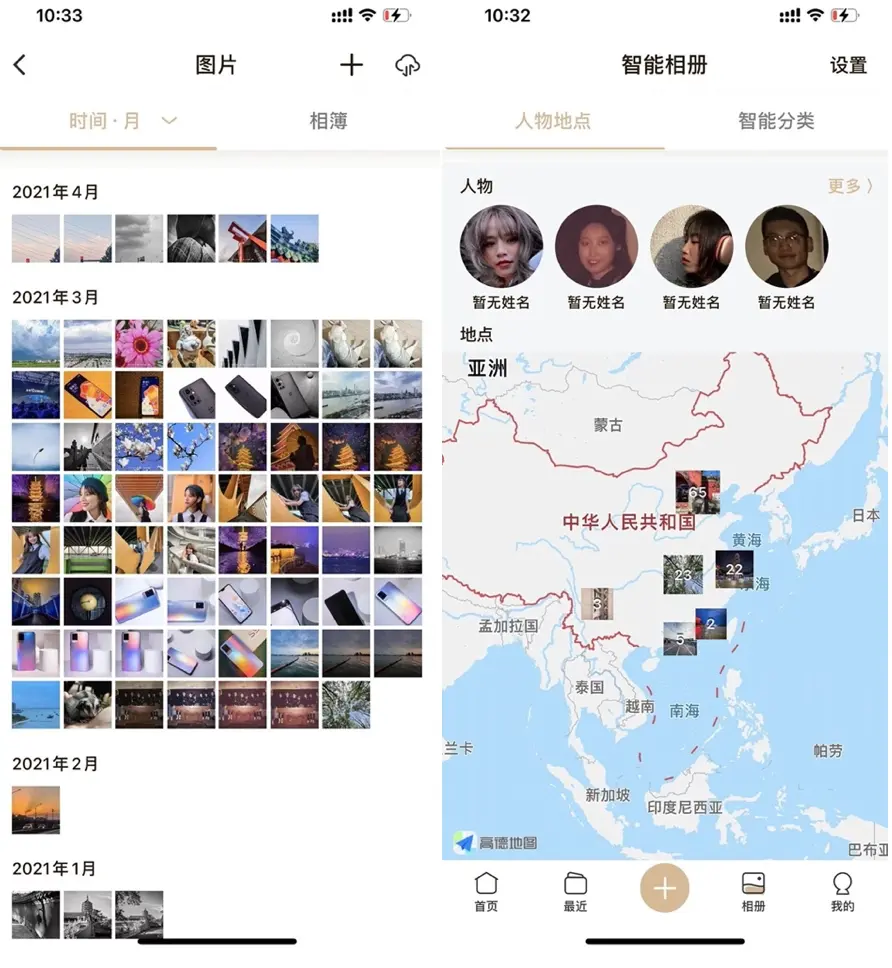 10:33
图片
时间·月
相簿
2021年4月
2021年3月
2021年2月
2021年1月
10:32
智能相册
设置
人物地点
智能分类
人物
更多
暂无姓名
暂无姓名
暂无姓名
暂无姓名
地点
亚洲
蒙古
65
中华人民共和国
日本
黄海
23
22
海
3
孟加拉国
2
5
泰国
越南
南海
兰卡
帕劳
新加坡
印度尼西亚
高德地图
巴布亚
首页
最近
相册
我的